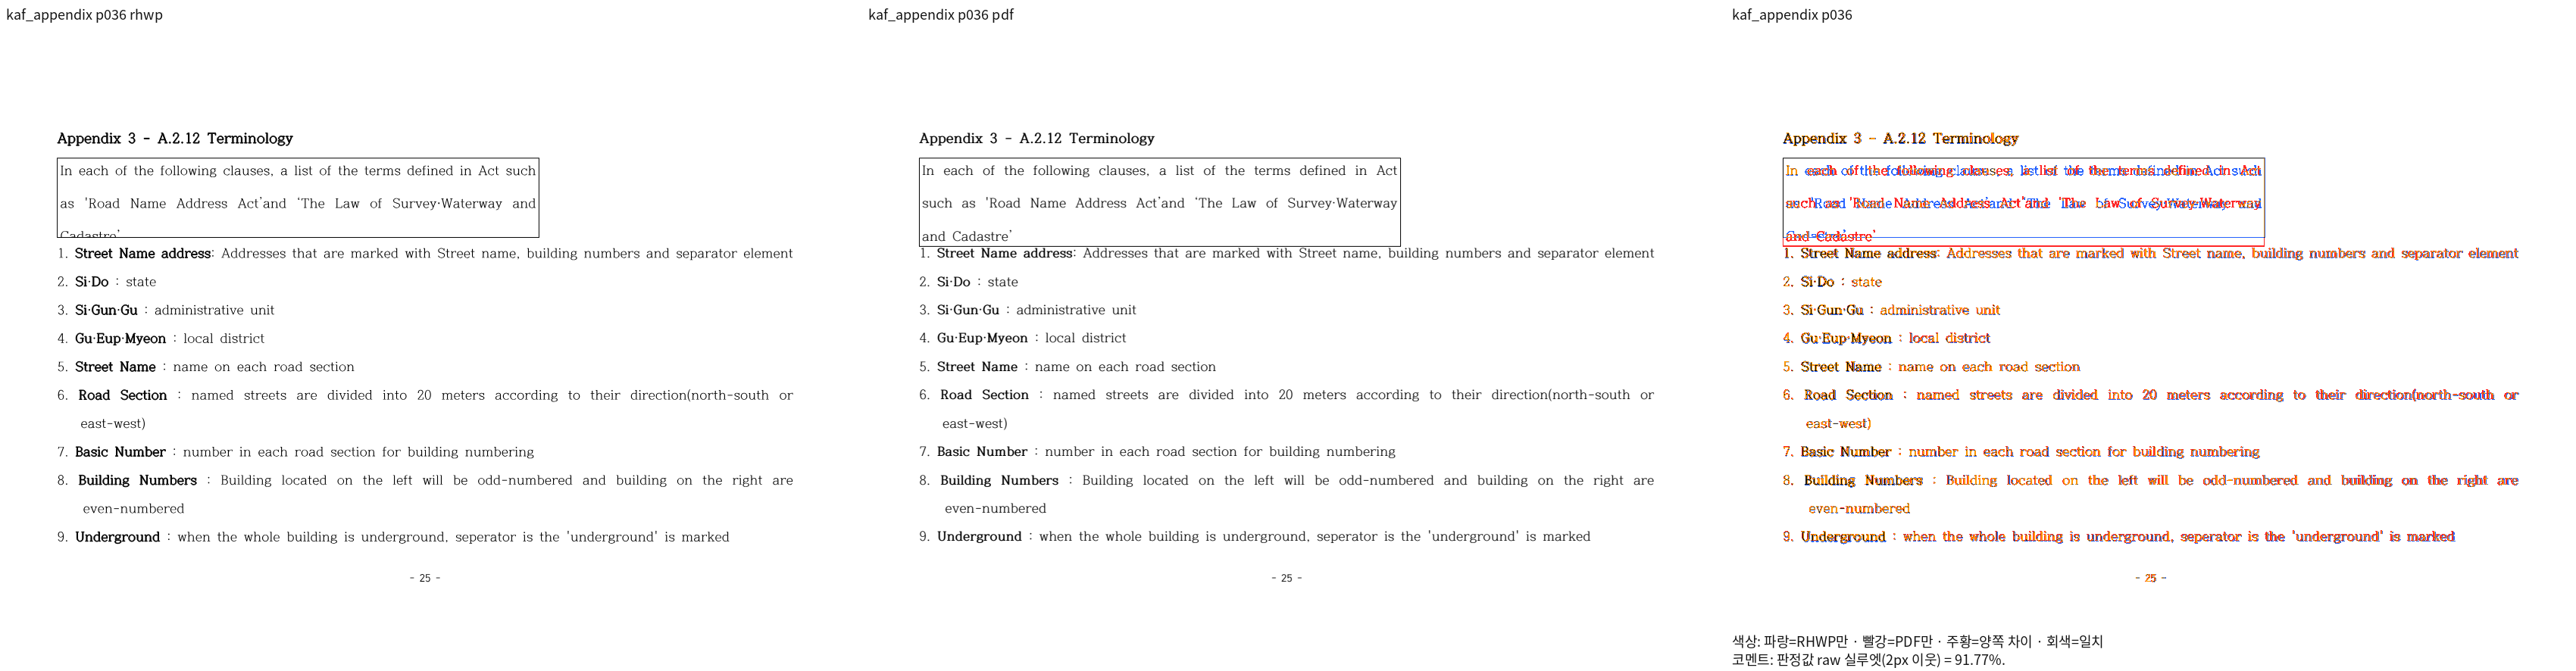 kaf_appendix p036 rhwp
Appendix 3 - A.2.12 Terminology
In each of the following clauses, a list of the terms defined in Act such
as 'Road Name Address Act'and 'The Law of Survey·Waterway and
Cadastre'
1. Street Name address: Addresses that are marked with Street name, building numbers and separator element
2. Si·Do : state
3. Si·Gun·Gu : administrative unit
4. Gu·Eup·Myeon : local district
5. Street Name : name on each road section
6. Road Section : named streets are divided into 20 meters according to their direction(north-south or
east-west)
7. Basic Number : number in each road section for building numbering
8. Building Numbers : Building located on the left will be odd-numbered and building on the right are
even-numbered
9. Underground : when the whole building is underground, seperator is the 'underground' is marked
- 25 -
kaf_appendix p036 pdf
Appendix 3 - A.2.12 Terminology
In each of the following clauses, a list of the terms defined in Act
such as 'Road Name Address Act'and 'The Law of Survey·Waterway
and Cadastre'
1. Street Name address: Addresses that are marked with Street name, building numbers and separator element
2. Si·Do : state
3. Si·Gun·Gu : administrative unit
4. Gu·Eup·Myeon : local district
5. Street Name : name on each road section
6. Road Section : named streets are divided into 20 meters according to their direction(north-south or
east-west)
7. Basic Number : number in each road section for building numbering
8. Building Numbers : Building located on the left will be odd-numbered and building on the right are
even-numbered
9. Underground : when the whole building is underground, seperator is the 'underground' is marked
- 25 -
kaf_appendix p036
Appendix 3 - A.2.12 Terminology
1. Street Name address: Addresses that are marked with Street name, building numbers and separator element
2. Si·Do : state
3. Si·Gun·Gu : administrative unit
4. Gu·Eup·Myeon : local district
5. Street Name : name on each road section
6. Road Section : named streets are divided into 20 meters according to their direction(north-south or
east-west)
7. Basic Number : number in each road section for building numbering
8. Building Numbers : Building located on the left will be odd-numbered and building on the right are
even-numbered
9. Underground : when the whole building is underground, seperator is the 'underground' is marked
- 25 -
색상: 파랑=RHWP만 · 빨강=PDF만 · 주황=양쪽 차이 · 회색=일치
코멘트: 판정값 raw 실루엣(2px 이웃) = 91.77%.